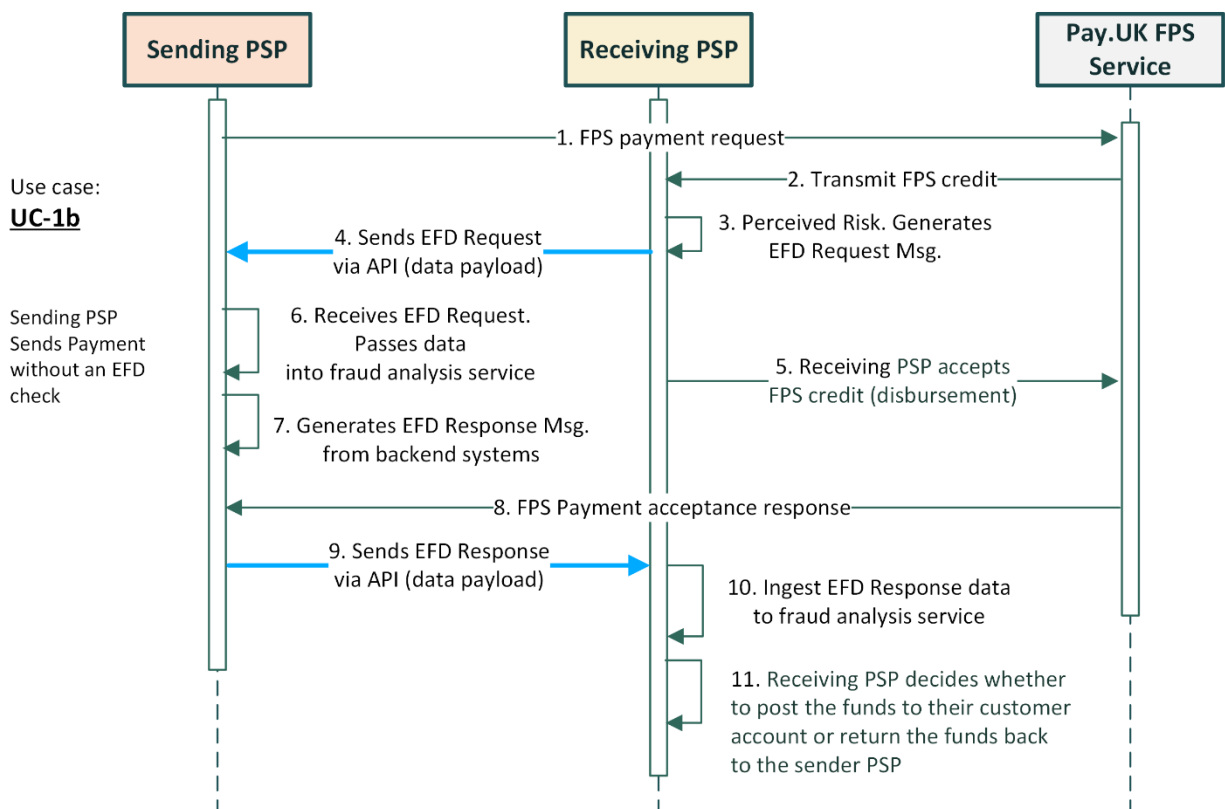 Sending PSP
Receiving PSP
Pay.UK FPS
Service
1. FPS payment request
Use case:
UC-1b
2. Transmit FPS credit
3. Perceived Risk. Generates
EFD Request Msg.
4. Sends EFD Request
via API (data payload)
Sending PSP
Sends Payment
without an EFD
check
6. Receives EFD Request.
Passes data
into fraud analysis service
5. Receiving PSP accepts
FPS credit (disbursement)
7. Generates EFD Response Msg.
from backend systems
8. FPS Payment acceptance response
9. Sends EFD Response
via API (data payload)
10. Ingest EFD Response data
to fraud analysis service
11. Receiving PSP decides whether
to post the funds to their customer
account or return the funds back
to the sender PSP